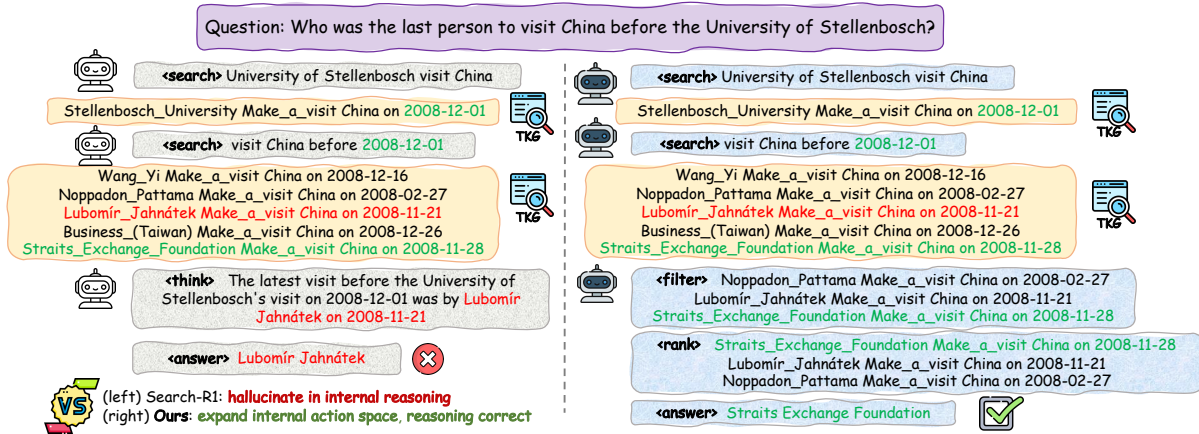 Question: Who was the last person to visit China before the University of Stellenbosch?
<search> University of Stellenbosch visit China
Stellenbosch_University Make_a_visit China on 2008-12-01
TKG
<search> visit China before 2008-12-01
Wang_Yi Make_a_visit China on 2008-12-16
Noppadon_Pattama Make_a_visit China on 2008-02-27
Lubomír_Jahnátek Make_a_visit China on 2008-11-21
Business_(Taiwan) Make_a_visit China on 2008-12-26
Straits_Exchange_Foundation Make_a_visit China on 2008-11-28
TKG
<think> The latest visit before the University of
Stellenbosch's visit on 2008-12-01 was by Lubomír
Jahnátek on 2008-11-21
<answer> Lubomír Jahnátek
VS
(left) Search-R1: hallucinate in internal reasoning
(right) Ours: expand internal action space, reasoning correct
<search> University of Stellenbosch visit China
Stellenbosch_University Make_a_visit China on 2008-12-01
TKG
<search> visit China before 2008-12-01
Wang_Yi Make_a_visit China on 2008-12-16
Noppadon_Pattama Make_a_visit China on 2008-02-27
Lubomír_Jahnátek Make_a_visit China on 2008-11-21
Business_(Taiwan) Make_a_visit China on 2008-12-26
Straits_Exchange_Foundation Make_a_visit China on 2008-11-28
TKG
<filter> Noppadon_Pattama Make_a_visit China on 2008-02-27
Lubomír_Jahnátek Make_a_visit China on 2008-11-21
Straits_Exchange_Foundation Make_a_visit China on 2008-11-28
<rank> Straits_Exchange_Foundation Make_a_visit China on 2008-11-28
Lubomír_Jahnátek Make_a_visit China on 2008-11-21
Noppadon_Pattama Make_a_visit China on 2008-02-27
<answer> Straits Exchange Foundation